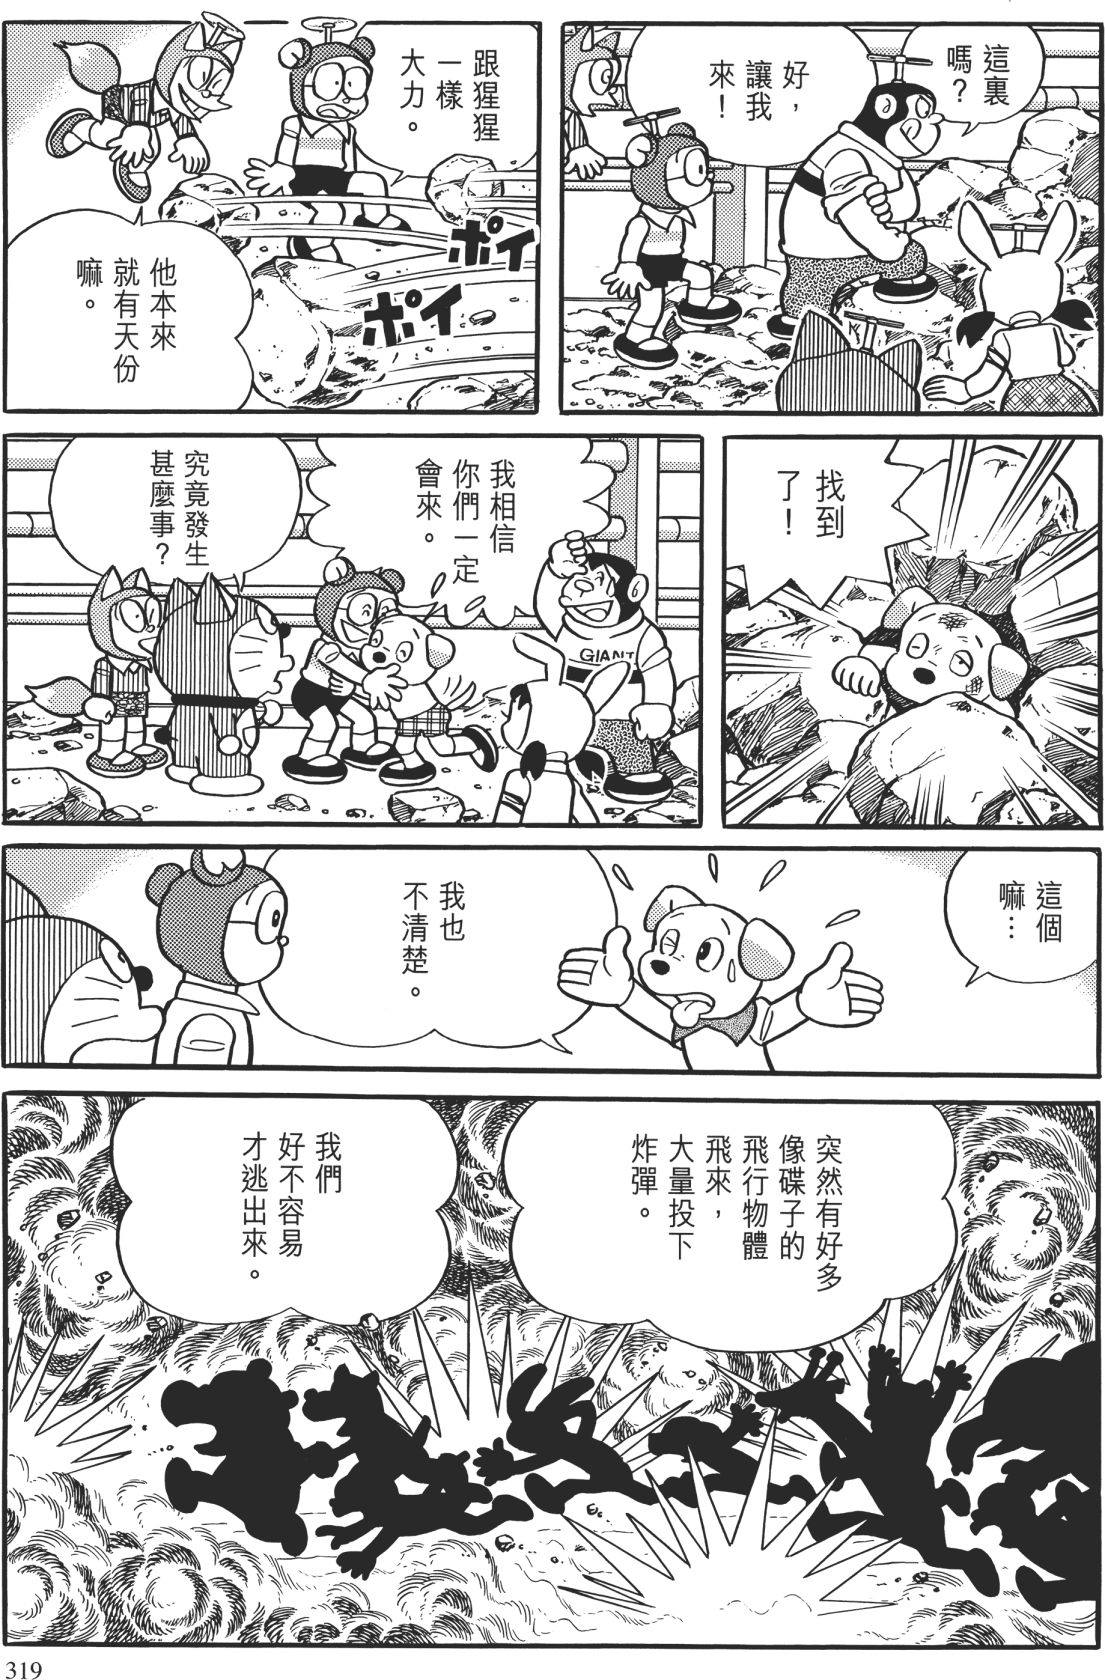 這裏
嗎？
好，
讓我
來！
跟猩猩
一樣
大力。
ポイ
ポイ
他本來
就有天份
嘛。
找到
了！
我相信
你們一定
會來。
GIANT
究竟發生
甚麼事？
這個
嘛…
我也
不清楚。
突然有好多
像碟子的
飛行物體
飛來，
大量投下
炸彈。
我們
好不容易
才逃出來。
319